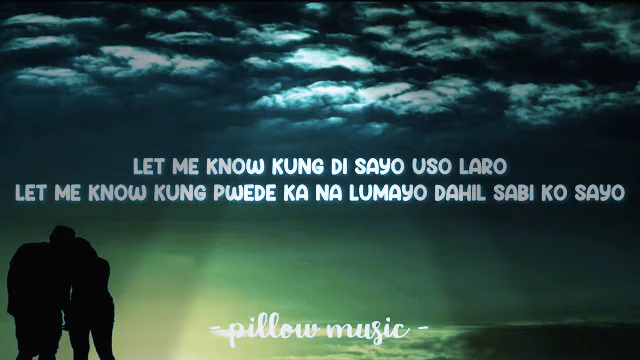 LET ME KNOW KUNG DI SAYO USO LARO
LET ME KNOW KUNG PWEDE KA NA LUMAYO DAHIL SABI KO SAYO
- pillow music -